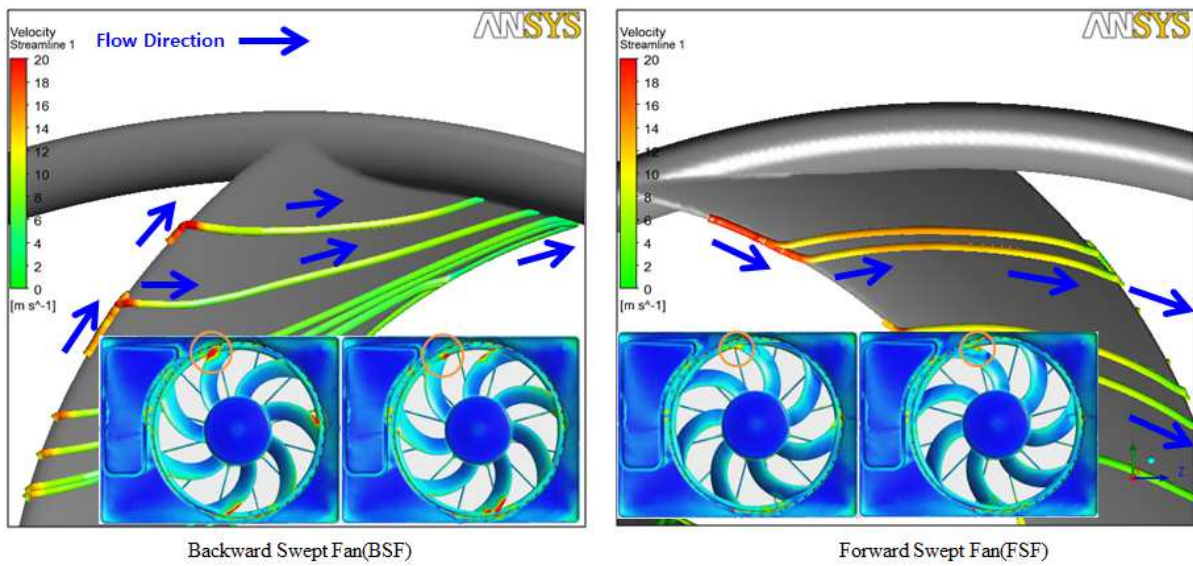 ANSYS
Velocity
Streamline 1
Flow Direction
20
18
16
14
12
10
8
6
4
2
0
[m s^-1]
Backward Swept Fan(BSF)
ANSYS
Velocity
Streamline 1
20
18
16
14
12
10
8
6
4
2
0
[m s^-1]
Z
Forward Swept Fan(FSF)